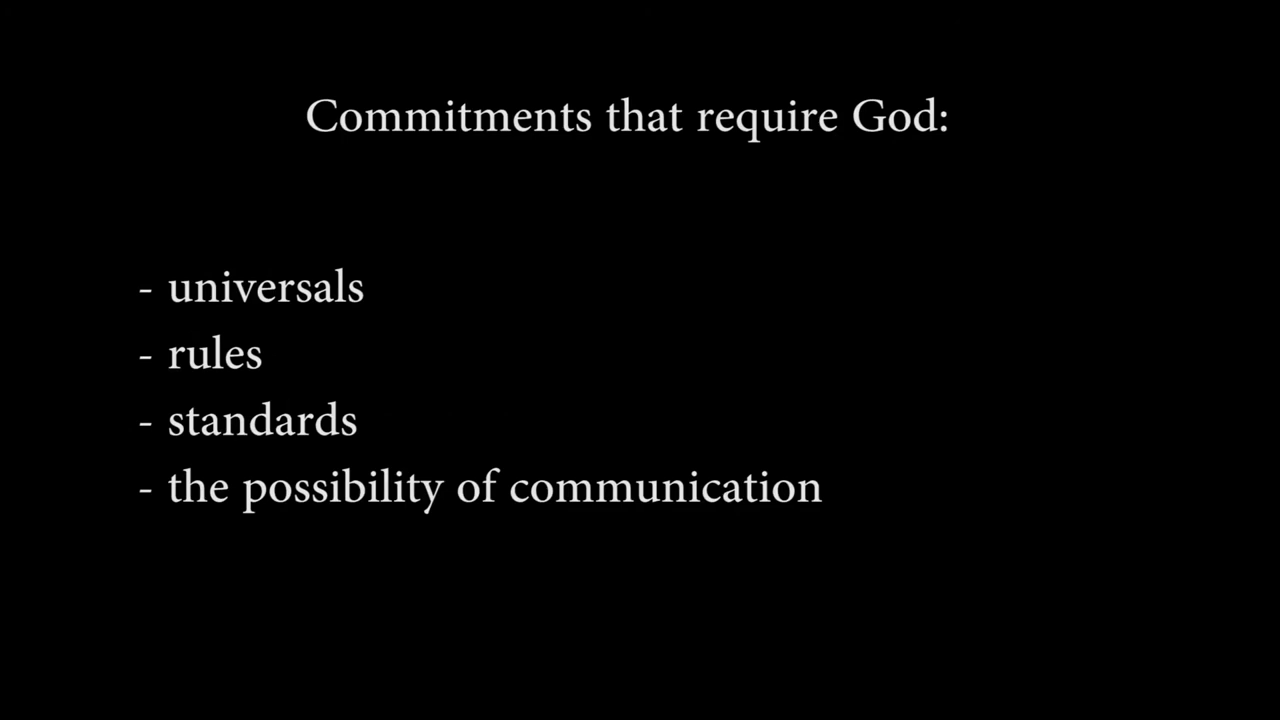 Commitments that require God:
- universals
- rules
- standards
- the possibility of communication